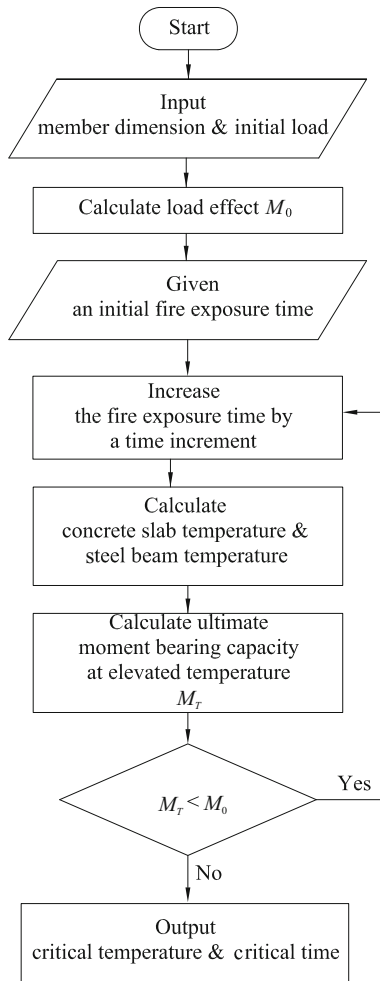 Start
Input
member dimension & initial load
Calculate load effect M₀
Given
an initial fire exposure time
Increase
the fire exposure time by
a time increment
Calculate
concrete slab temperature &
steel beam temperature
Calculate ultimate
moment bearing capacity
at elevated temperature
M_T
M_T < M₀
Yes
No
Output
critical temperature & critical time